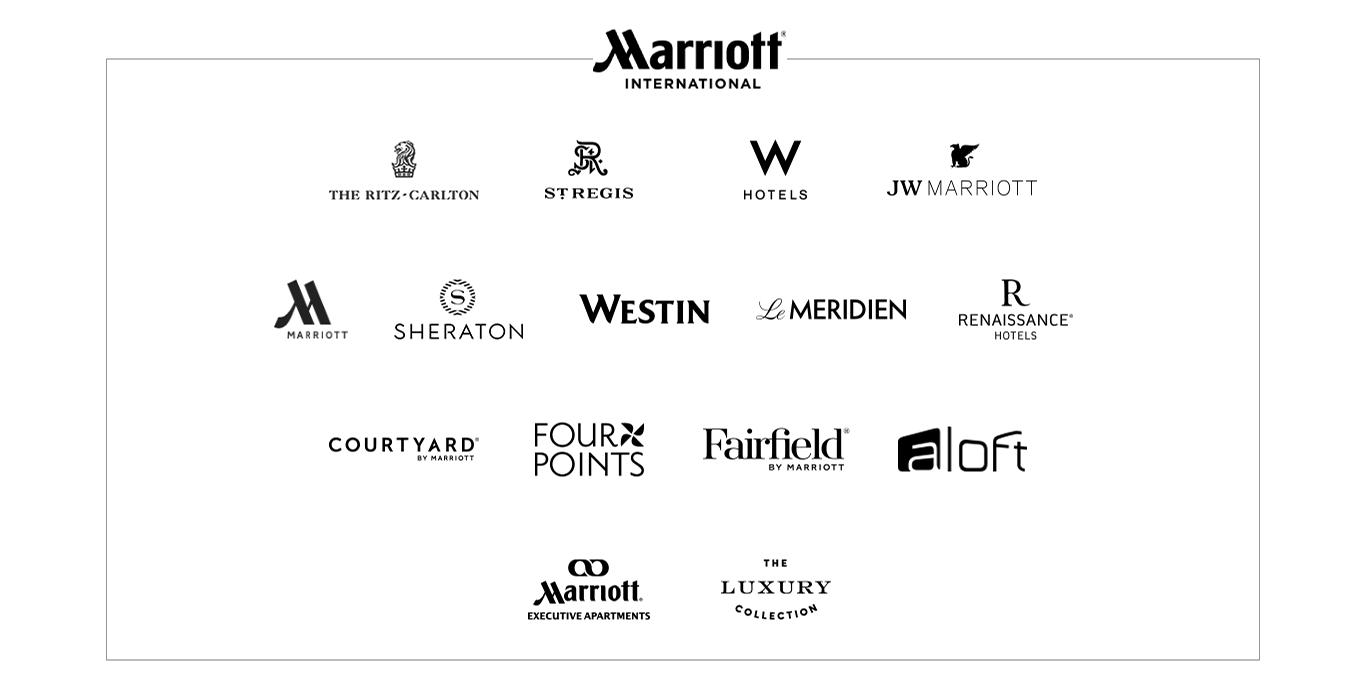 Marriott®
INTERNATIONAL
THE RITZ-CARLTON
ST REGIS
W
HOTELS
JW MARRIOTT
MARRIOTT
S
SHERATON
WESTIN
Le MERIDIEN
R
RENAISSANCE®
HOTELS
COURTYARD®
BY MARRIOTT
FOUR
POINTS
Fairfield®
BY MARRIOTT
aloft
Marriott®
EXECUTIVE APARTMENTS
THE
LUXURY
COLLECTION